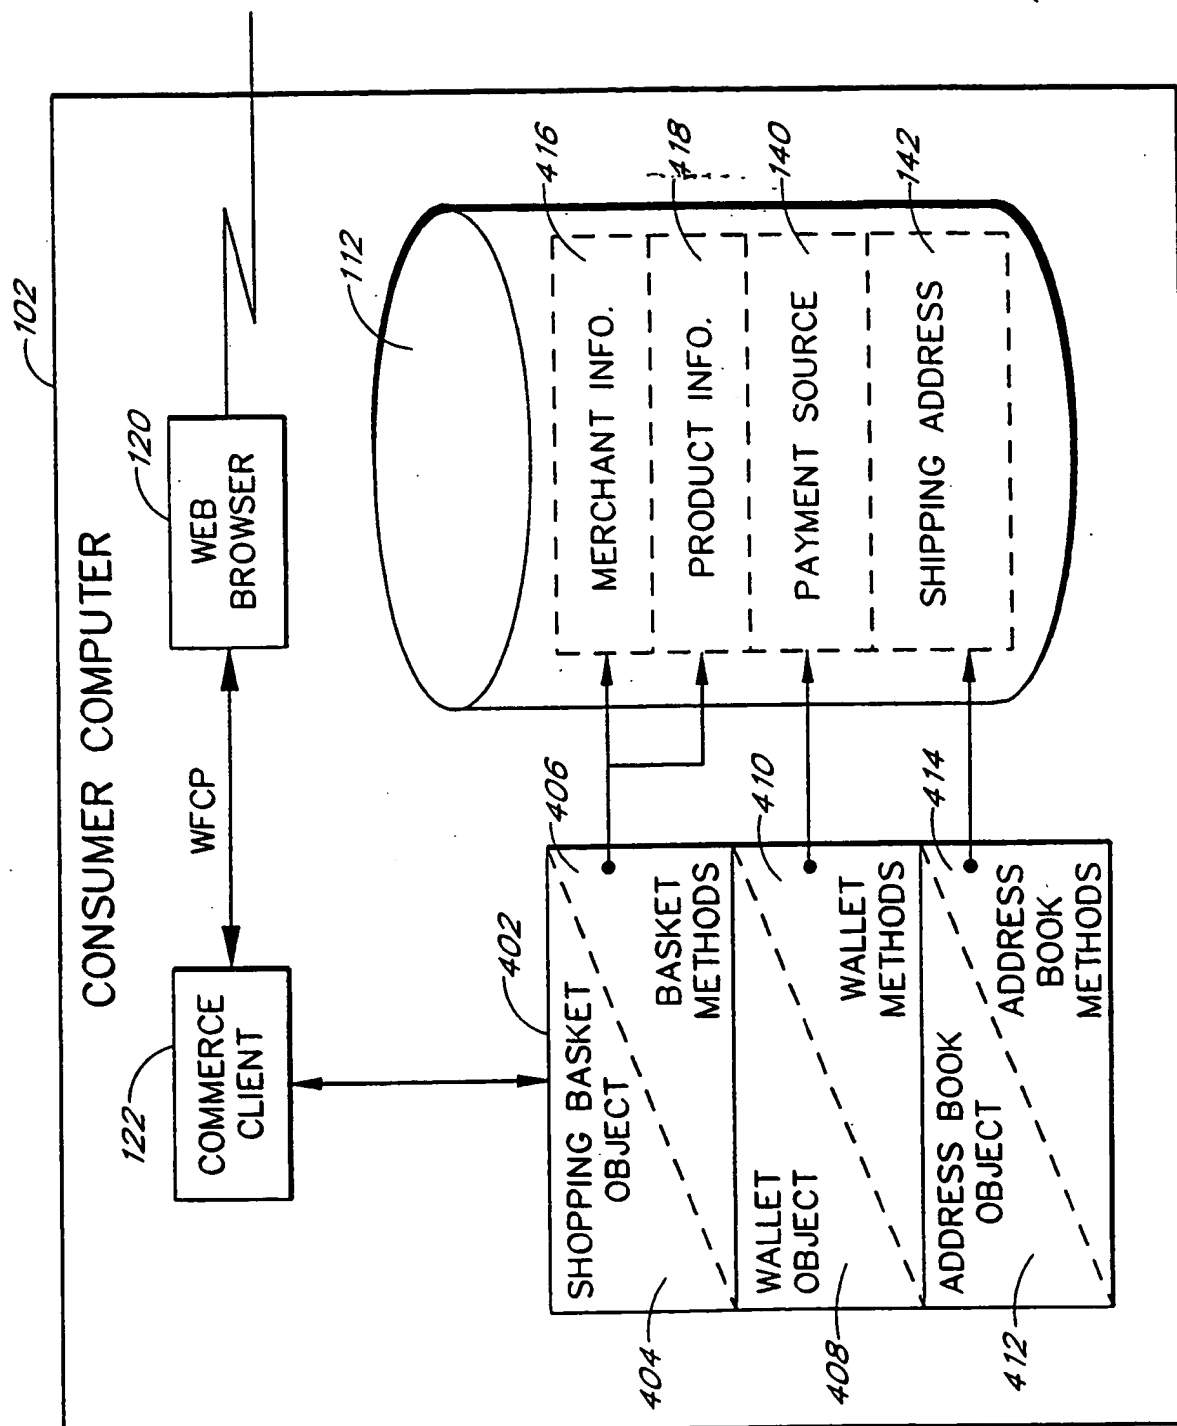 102
CONSUMER COMPUTER
122
COMMERCE
CLIENT
WFCP
120
WEB
BROWSER
402
SHOPPING BASKET
OBJECT
404
406
BASKET
METHODS
WALLET
OBJECT
408
410
WALLET
METHODS
ADDRESS BOOK
OBJECT
412
414
ADDRESS
BOOK
METHODS
112
MERCHANT INFO.
416
PRODUCT INFO.
418
PAYMENT SOURCE
140
SHIPPING ADDRESS
142